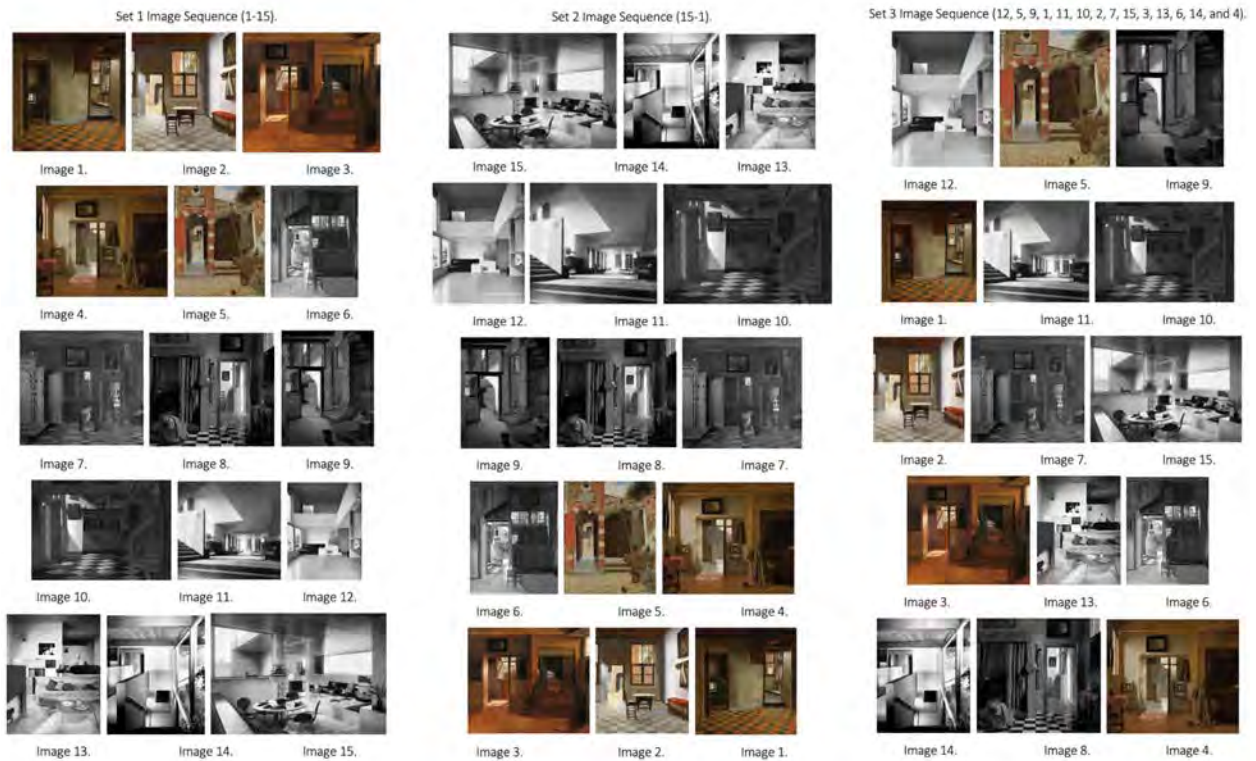 Set 1 Image Sequence (1-15).
Image 1. Image 2. Image 3.
Image 4. Image 5. Image 6.
Image 7. Image 8. Image 9.
Image 10. Image 11. Image 12.
Image 13. Image 14. Image 15.
Set 2 Image Sequence (15-1).
Image 15. Image 14. Image 13.
Image 12. Image 11. Image 10.
Image 9. Image 8. Image 7.
Image 6. Image 5. Image 4.
Image 3. Image 2. Image 1.
Set 3 Image Sequence (12, 5, 9, 1, 11, 10, 2, 7, 15, 3, 13, 6, 14, and 4).
Image 12. Image 5. Image 9.
Image 1. Image 11. Image 10.
Image 2. Image 7. Image 15.
Image 3. Image 13. Image 6
Image 14. Image 8. Image 4.